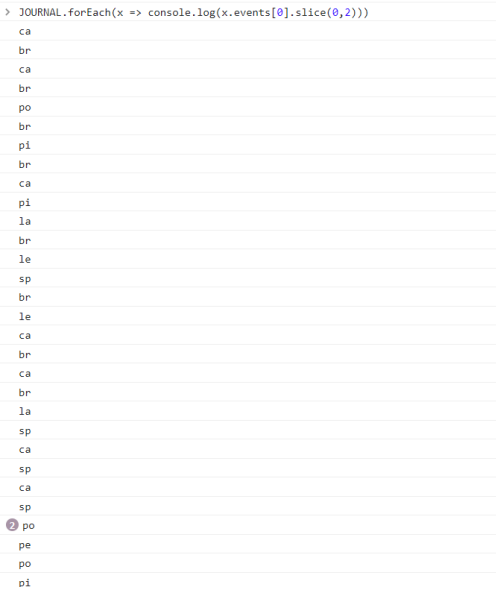 > JOURNAL.forEach(x => console.log(x.events[0].slice(0,2)))
ca
br
ca
br
po
br
pi
br
ca
pi
la
br
le
sp
br
le
ca
br
ca
br
la
sp
ca
sp
ca
sp
2 po
pe
po
pi